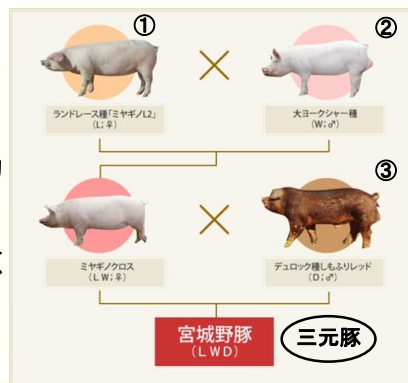 ①
②
ランドレース種「ミヤギノL2」
(L;♀)
大ヨークシャー種
(W;♂)
③
ミヤギノクロス
(LW;♀)
デュロック種しもふりレッド
(D;♂)
宮城野豚
(LWD)
三元豚